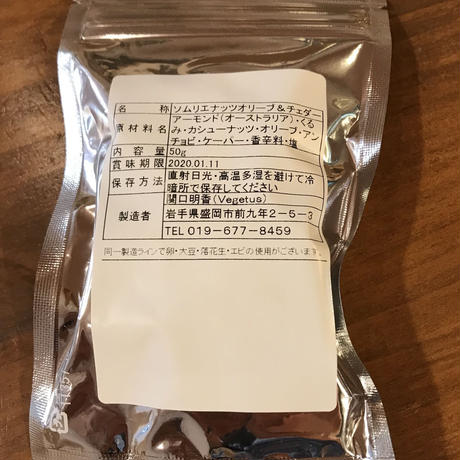 名称 ソムリエナッツオリーブ&チェダー
原材料名 アーモンド(オーストラリア)・くる
み・カシューナッツ・オリーブ・アン
チョビ・ケーパー・香辛料・塩
内容量 50g
賞味期限 2020.01.11
保存方法 直射日光・高温多湿を避けて冷
暗所で保存してください
製造者 関口明香(Vegetus)
岩手県盛岡市前九年2-5-3
TEL 019-677-8459
同一製造ラインで卵・大豆・落花生・エビの使用がございます。